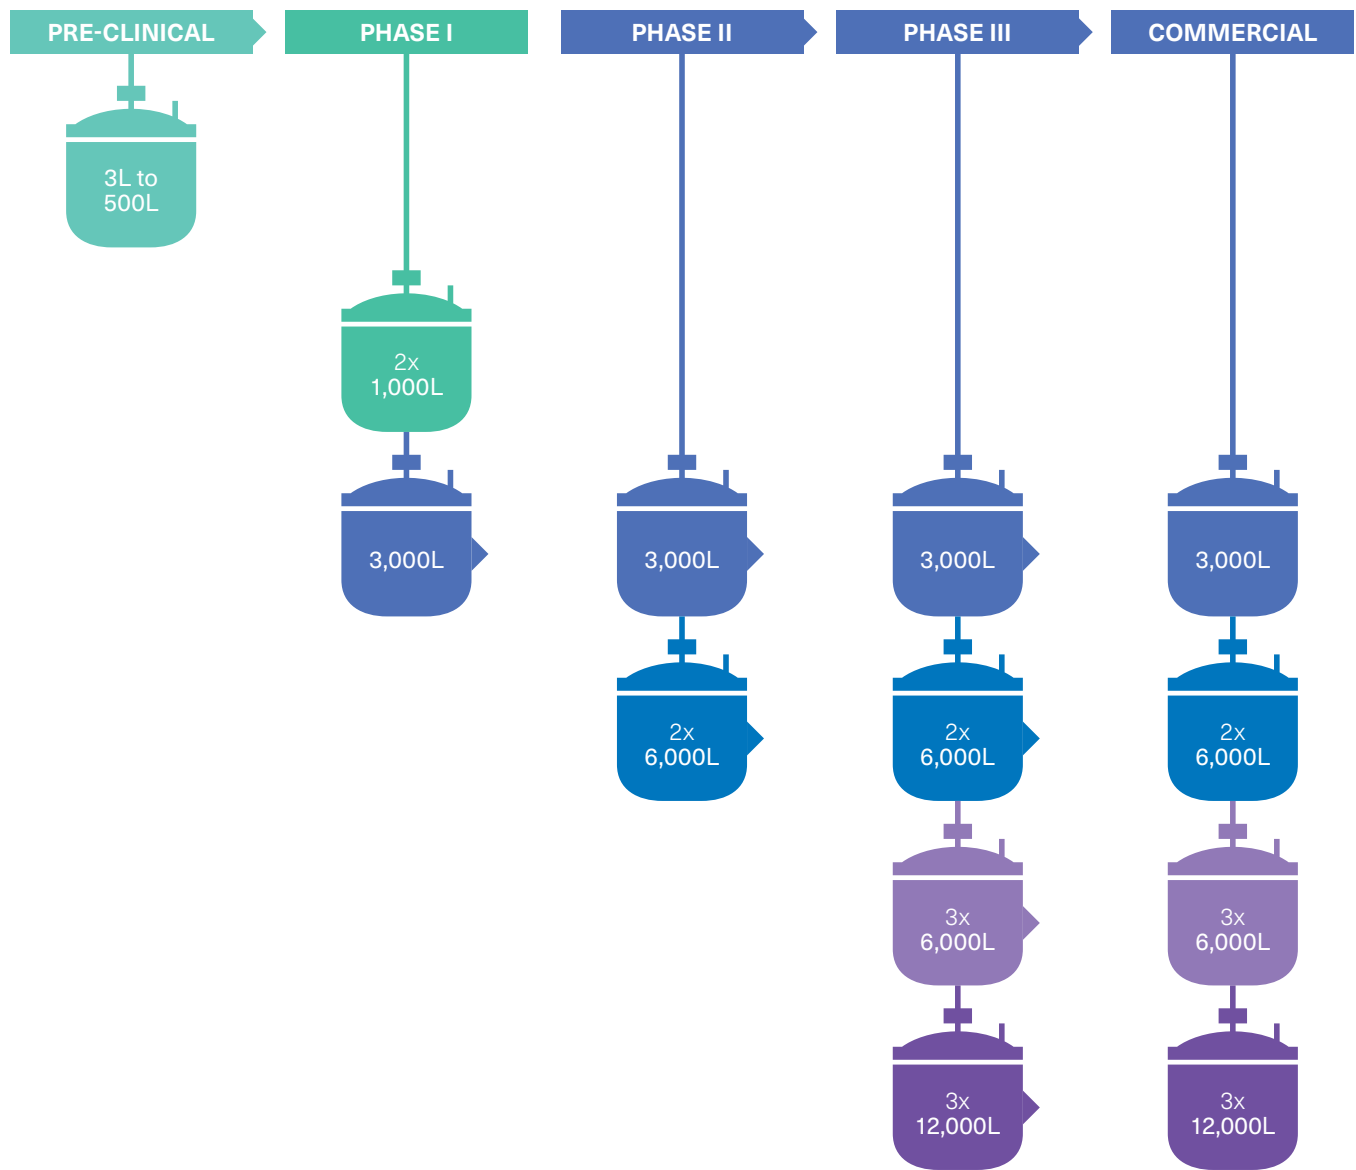 PRE-CLINICAL
PHASE I
PHASE II
PHASE III
COMMERCIAL
3L to
500L
2x
1,000L
3,000L
3,000L
3,000L
3,000L
2x
6,000L
2x
6,000L
2x
6,000L
3x
6,000L
3x
6,000L
3x
12,000L
3x
12,000L